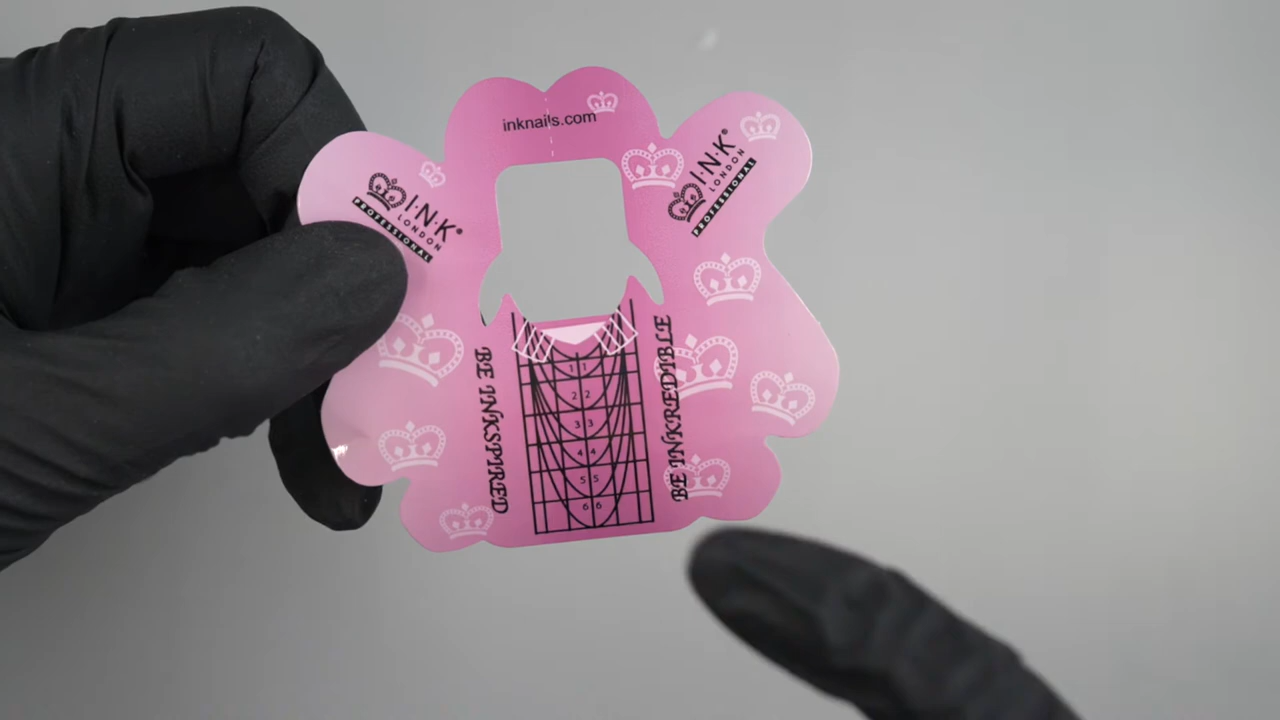 inknails.com
I·N·K®
LONDON
PROFESSIONAL
I·N·K®
LONDON
PROFESSIONAL
BE INKSPIRED
BE INKREDIBLE
1 1
2 2
3 3
4 4
5 5
6 6